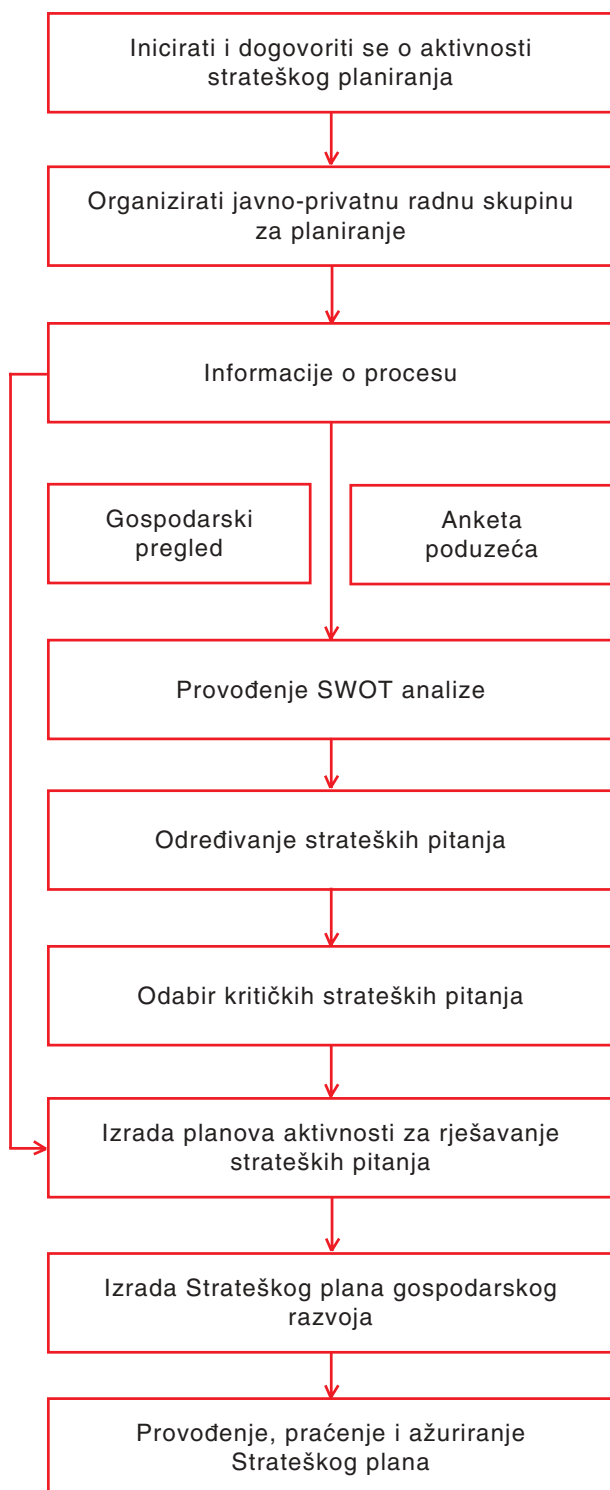 Inicirati i dogovoriti se o aktivnosti
strateškog planiranja
Organizirati javno-privatnu radnu skupinu
za planiranje
Informacije o procesu
Gospodarski
pregled
Anketa
poduzeća
Provođenje SWOT analize
Određivanje strateških pitanja
Odabir kritičkih strateških pitanja
Izrada planova aktivnosti za rješavanje
strateških pitanja
Izrada Strateškog plana gospodarskog
razvoja
Provođenje, praćenje i ažuriranje
Strateškog plana